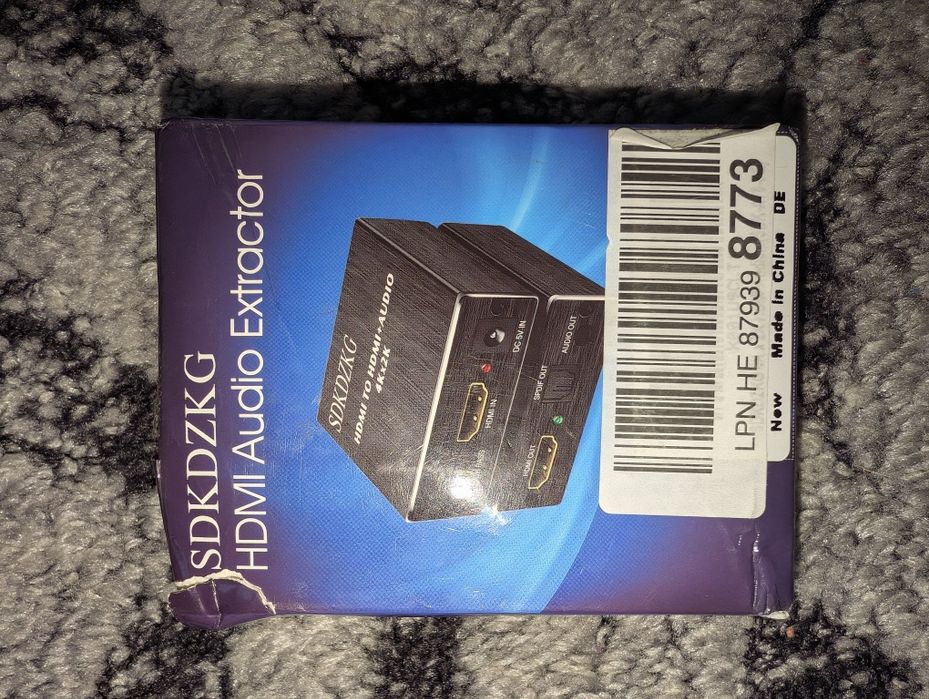 SDKDZKG
HDMI Audio Extractor
SDKDZKG
HDMI TO HDMI+AUDIO
4Kx2K
HDMI IN
DC-5V IN
HDMI OUT
SPDIF OUT
AUDIO OUT
LPN HE 87939 8773
New Made in China DE